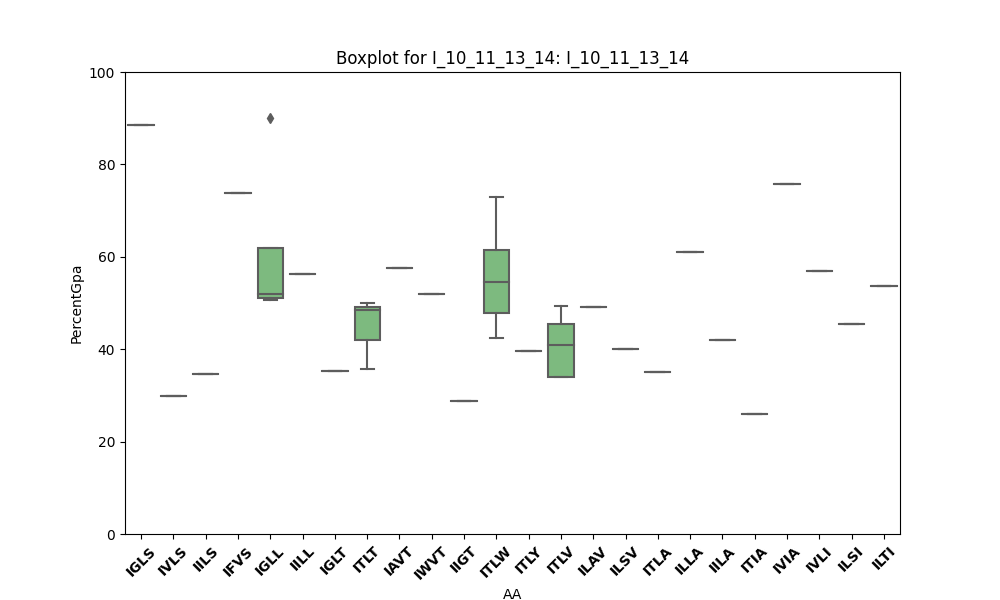 Boxplot for I_10_11_13_14: I_10_11_13_14
100
80
60
40
20
0
PercentGpa
IGLS IVLS IILS IFVS IGLL IILL IGLT ITLT IAVT IWVT IIGT ITLW ITLY ITLV ILAV ILSV ITLA ILLA IILA ITIA IVIA IVLI ILSI ILTI
AA